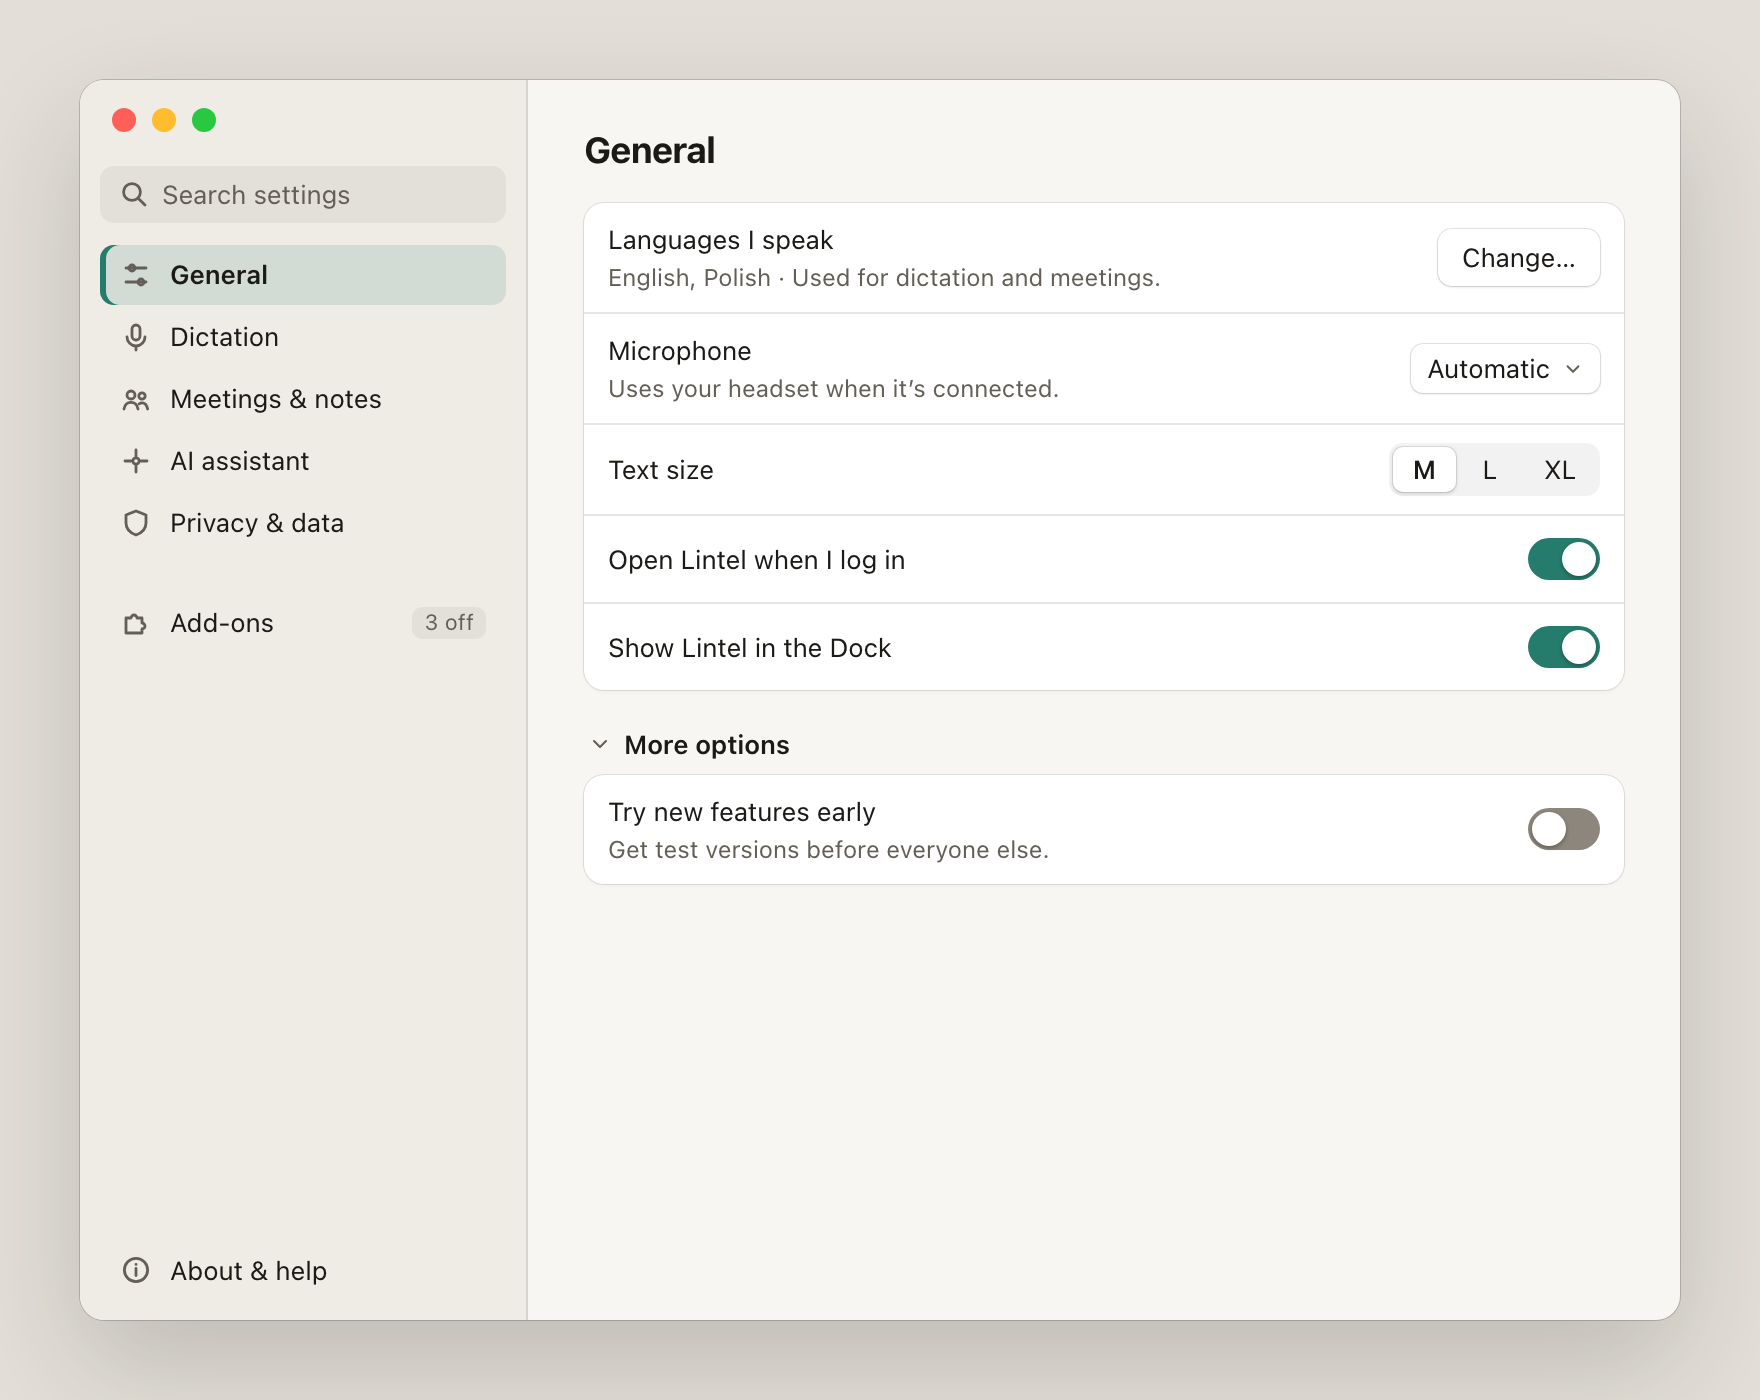 Search settings
General
Dictation
Meetings & notes
AI assistant
Privacy & data
Add-ons
3 off
About & help
General
Languages I speak
English, Polish · Used for dictation and meetings.
Change...
Microphone
Uses your headset when it’s connected.
Automatic
Text size
M
L
XL
Open Lintel when I log in
Show Lintel in the Dock
More options
Try new features early
Get test versions before everyone else.